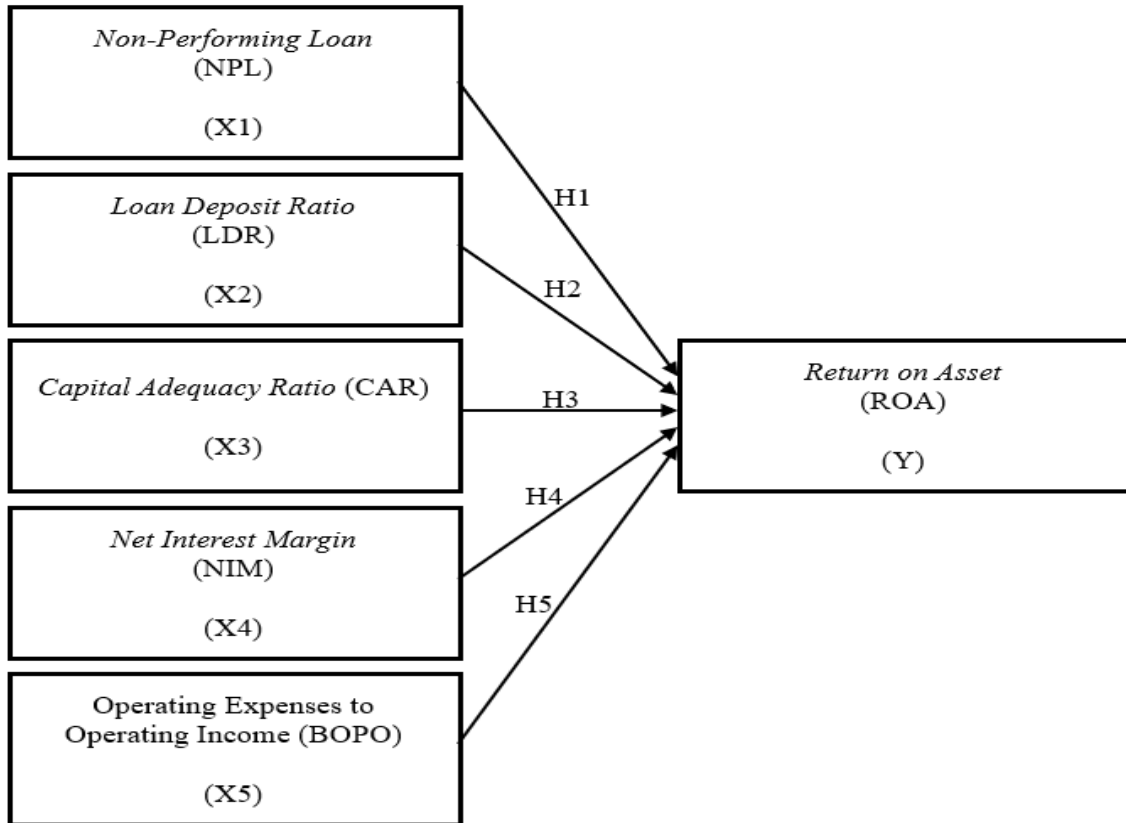 Non-Performing Loan
(NPL)
(X1)
Loan Deposit Ratio
(LDR)
(X2)
Capital Adequacy Ratio (CAR)
(X3)
Net Interest Margin
(NIM)
(X4)
Operating Expenses to
Operating Income (BOPO)
(X5)
H1
H2
H3
H4
H5
Return on Asset
(ROA)
(Y)